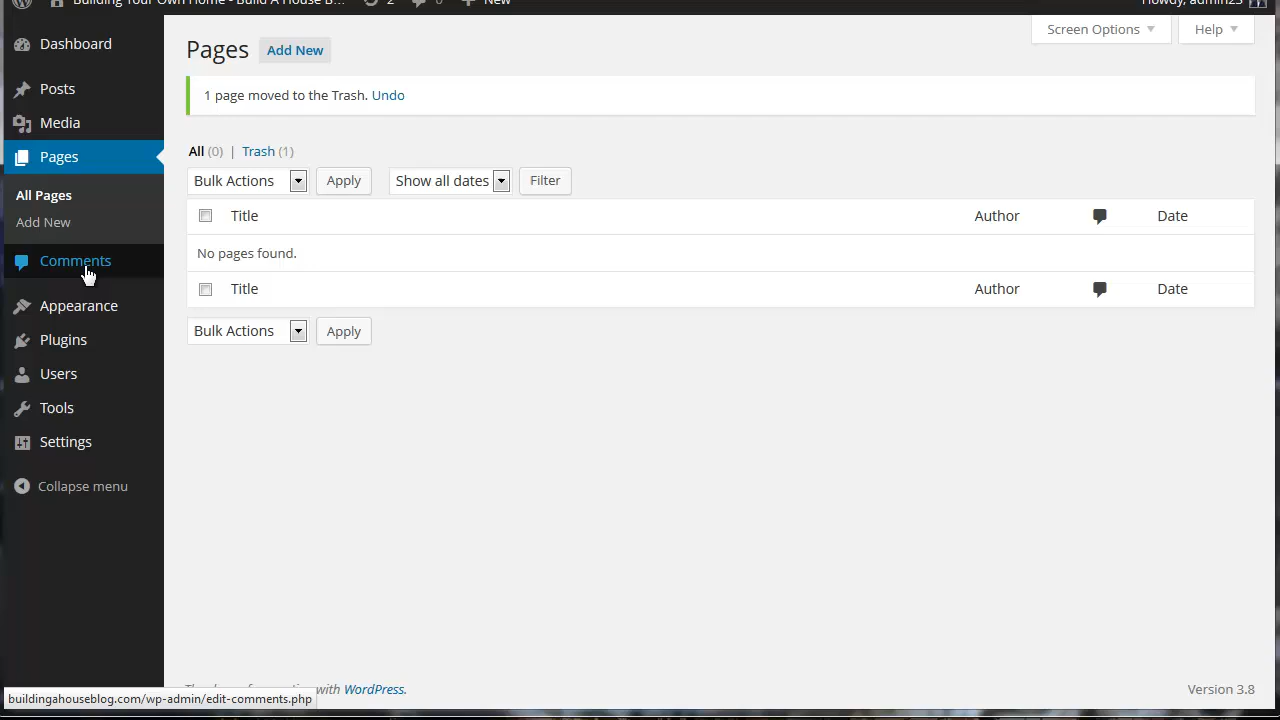 Building Your Own Home - Build A House B... 2 0 New Howdy, admin23
Dashboard
Posts
Media
Pages
All Pages
Add New
Comments
Appearance
Plugins
Users
Tools
Settings
Collapse menu
Screen Options Help
Pages Add New
1 page moved to the Trash. Undo
All (0) | Trash (1)
Bulk Actions Apply Show all dates Filter
Title Author Date
No pages found.
Title Author Date
Bulk Actions Apply
with WordPress. Version 3.8
buildingahouseblog.com/wp-admin/edit-comments.php